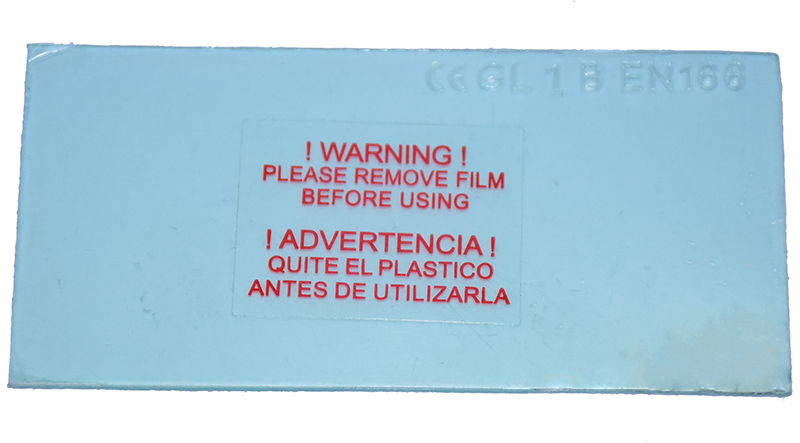 CE GL 1 B EN166
! WARNING !
PLEASE REMOVE FILM
BEFORE USING
! ADVERTENCIA !
QUITE EL PLASTICO
ANTES DE UTILIZARLA